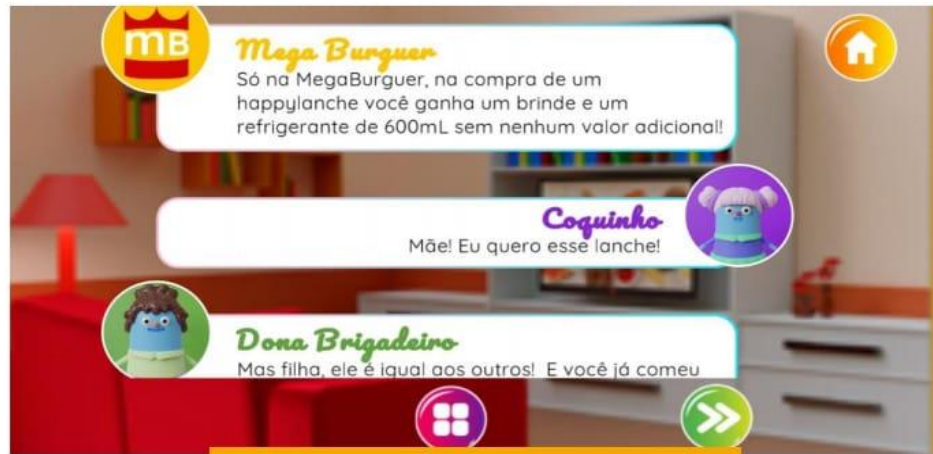 MB
Mega Burguer
Só na MegaBurguer, na compra de um
happylanche você ganha um brinde e um
refrigerante de 600mL sem nenhum valor adicional!
Coquinho
Mãe! Eu quero esse lanche!
Dona Brigadeiro
Mas filha, ele é igual aos outros! E você já comeu